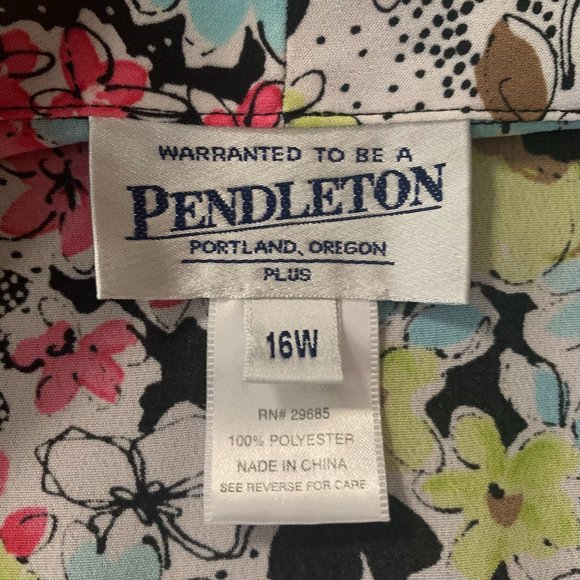 WARRANTED TO BE A
PENDLETON
PORTLAND, OREGON
PLUS
16W
RN# 29685
100% POLYESTER
MADE IN CHINA
SEE REVERSE FOR CARE